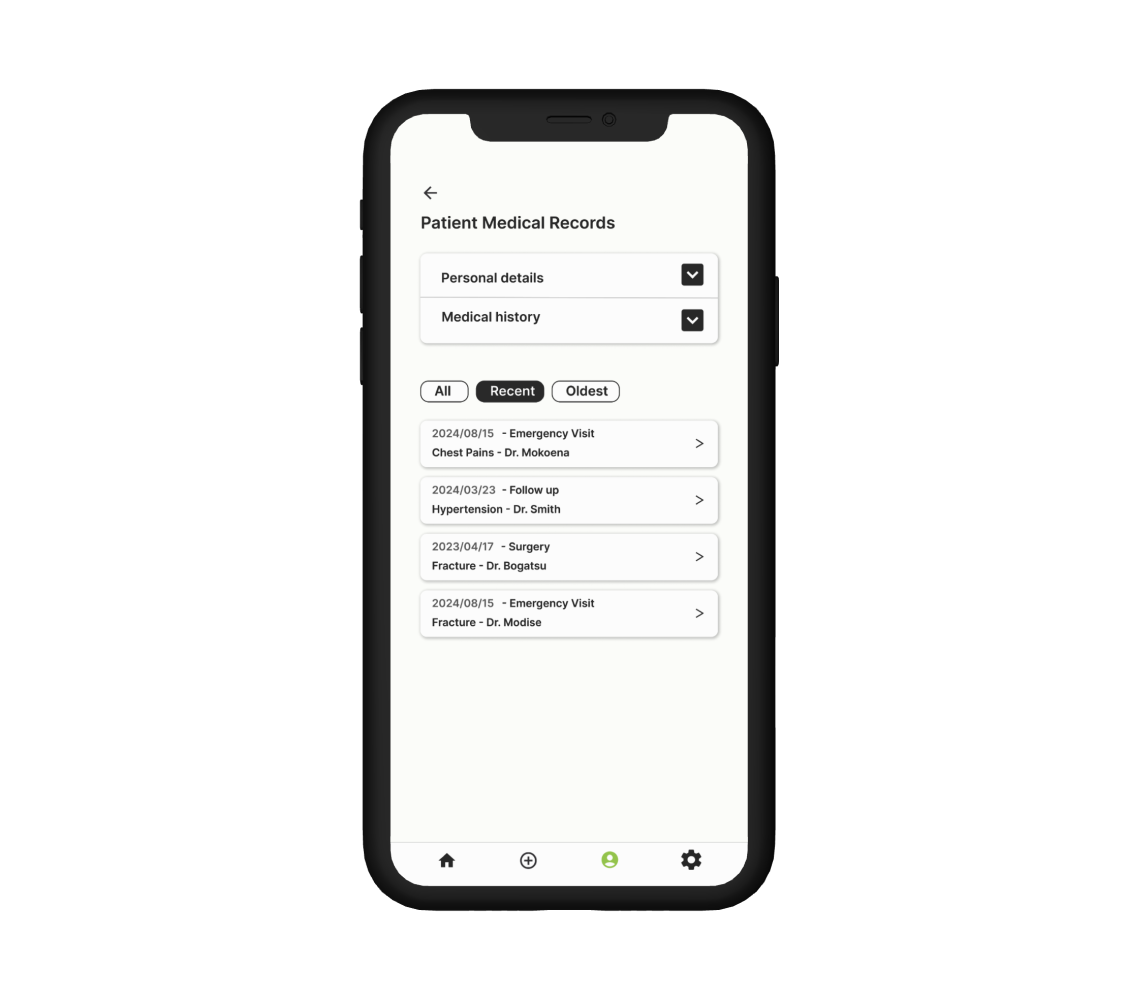 Patient Medical Records
Personal details
Medical history
All Recent Oldest
2024/08/15 - Emergency Visit
Chest Pains - Dr. Mokoena
>
2024/03/23 - Follow up
Hypertension - Dr. Smith
>
2023/04/17 - Surgery
Fracture - Dr. Bogatsu
>
2024/08/15 - Emergency Visit
Fracture - Dr. Modise
>